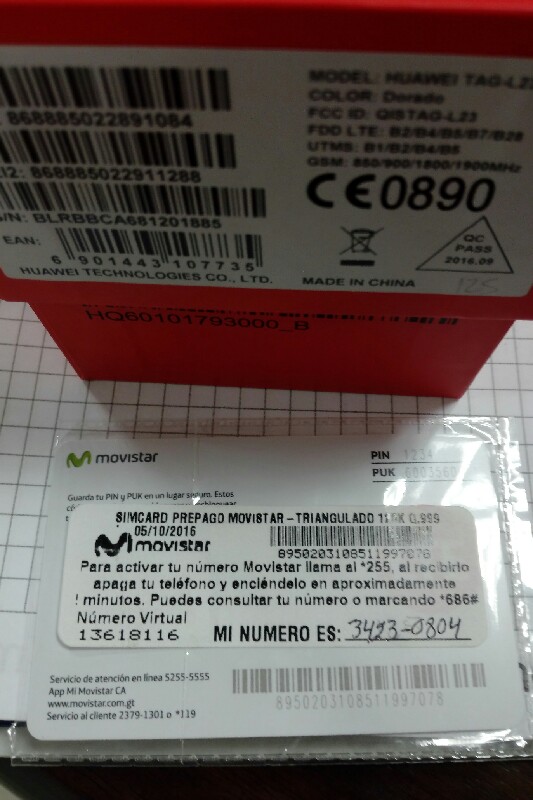 MODEL: HUAWEI TAG-L23
COLOR: Dorado
FCC ID: QISTAG-L23
FDD LTE: B2/B4/B5/B7/B28
UTMS: B1/B2/B4/B5
GSM: 850/900/1800/1900MHz
868885022891084
868885022911288
S/N: BLRBBCA681201885
EAN:
6 901443 107735
HUAWEI TECHNOLOGIES CO., LTD.
CE0890
QC
PASS
2016.09
MADE IN CHINA
125
HQ60101793000_B
movistar
PIN 1234
PUK
Guarda tu PIN y PUK en un lugar seguro. Estos
SIMCARD PREPAGO MOVISTAR - TRIANGULADO
05/10/2016
movistar
8950203108511997078
Para activar tu número Movistar llama al *255, al recibirlo
apaga tu teléfono y enciéndelo en aproximadamente
minutos. Puedes consultar tu número o marcando *686#
Número Virtual
13618116
MI NUMERO ES: 3423-0804
Servicio de atención en línea 5255-5555
App Mi Movistar CA
www.movistar.com.gt
Servicio al cliente 2379-1301 o *119
8950203108511997078